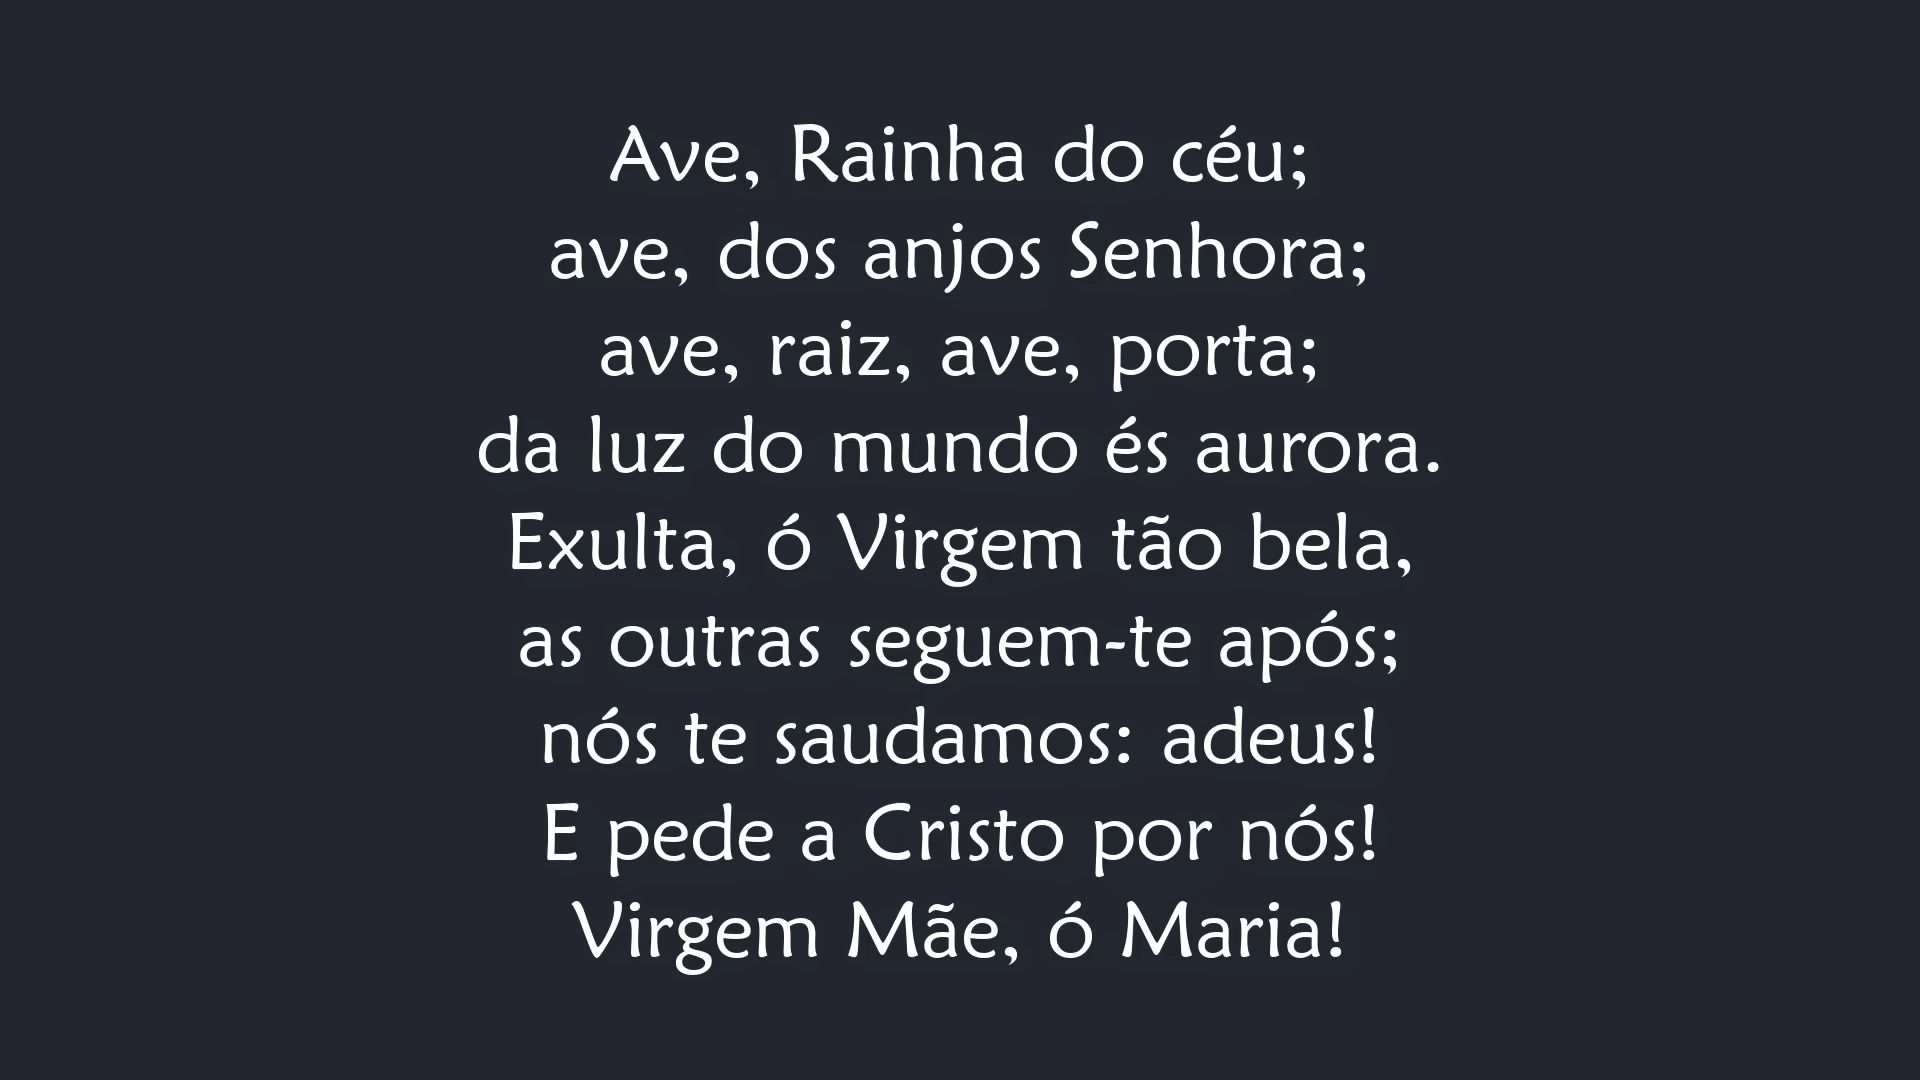 Ave, Rainha do céu;
ave, dos anjos Senhora;
ave, raiz, ave, porta;
da luz do mundo és aurora.
Exulta, ó Virgem tão bela,
as outras seguem-te após;
nós te saudamos: adeus!
E pede a Cristo por nós!
Virgem Mãe, ó Maria!